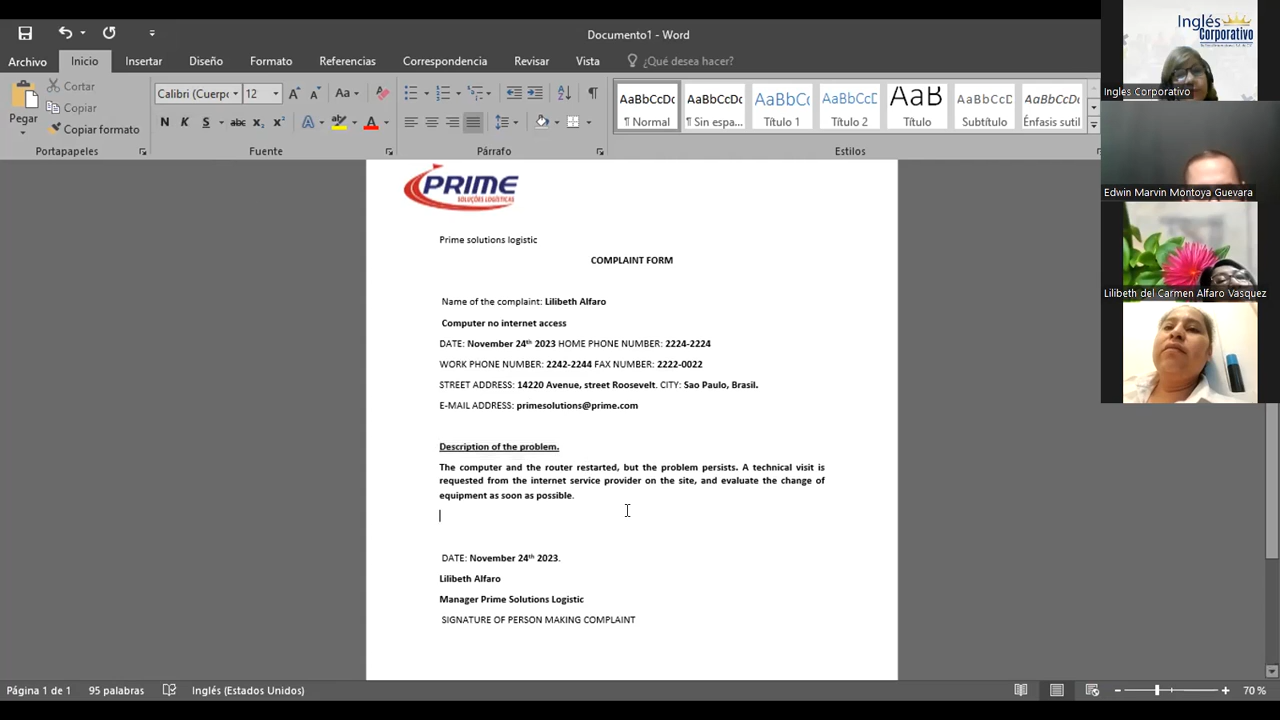 Documento1 - Word
Archivo
Inicio
Insertar
Diseño
Formato
Referencias
Correspondencia
Revisar
Vista
¿Qué desea hacer?
Pegar
Cortar
Copiar
Copiar formato
Portapapeles
Calibri (Cuerpo
12
Aa
N K S abc x₂ x²
Fuente
Párrafo
AaBbCcDc
¶ Normal
AaBbCcDc
¶ Sin espa...
AaBbCc
Título 1
AaBbCcD
Título 2
AaB
Título
AaBbCcD
Subtítulo
AaBbCcDc
Énfasis sutil
Estilos
PRIME
SOLUÇÕES LOGÍSTICAS
Prime solutions logistic
COMPLAINT FORM
Name of the complaint: Lilibeth Alfaro
Computer no internet access
DATE: November 24th 2023 HOME PHONE NUMBER: 2224-2224
WORK PHONE NUMBER: 2242-2244 FAX NUMBER: 2222-0022
STREET ADDRESS: 14220 Avenue, street Roosevelt. CITY: Sao Paulo, Brasil.
E-MAIL ADDRESS: primesolutions@prime.com
Description of the problem.
The computer and the router restarted, but the problem persists. A technical visit is
requested from the internet service provider on the site, and evaluate the change of
equipment as soon as possible.
DATE: November 24th 2023.
Lilibeth Alfaro
Manager Prime Solutions Logistic
SIGNATURE OF PERSON MAKING COMPLAINT
Inglés
Corporativo
Ingles Corporativo
Edwin Marvin Montoya Guevara
Lilibeth del Carmen Alfaro Vasquez
Página 1 de 1
95 palabras
Inglés (Estados Unidos)
70 %